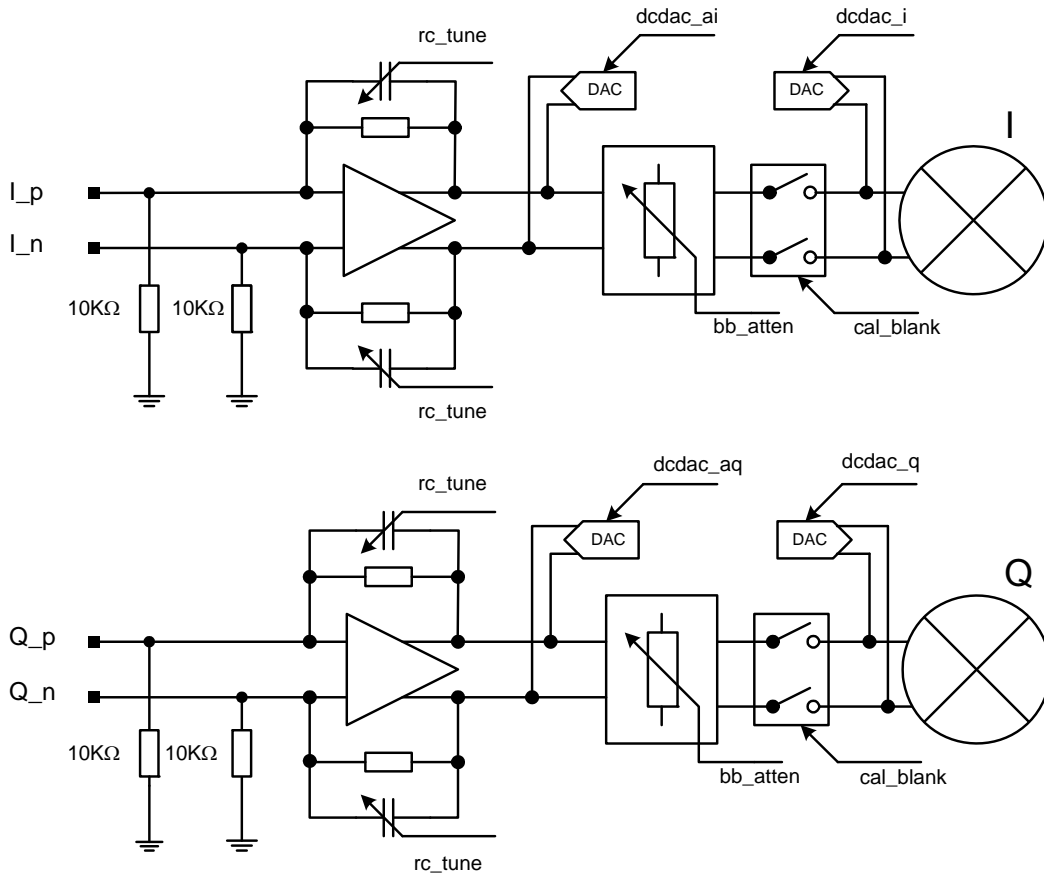 dcdac_ai
dcdac_i
rc_tune
DAC
DAC
I
I_p
I_n
10KΩ
10KΩ
bb_atten
cal_blank
rc_tune
dcdac_aq
dcdac_q
rc_tune
DAC
DAC
Q
Q_p
Q_n
10KΩ
10KΩ
bb_atten
cal_blank
rc_tune